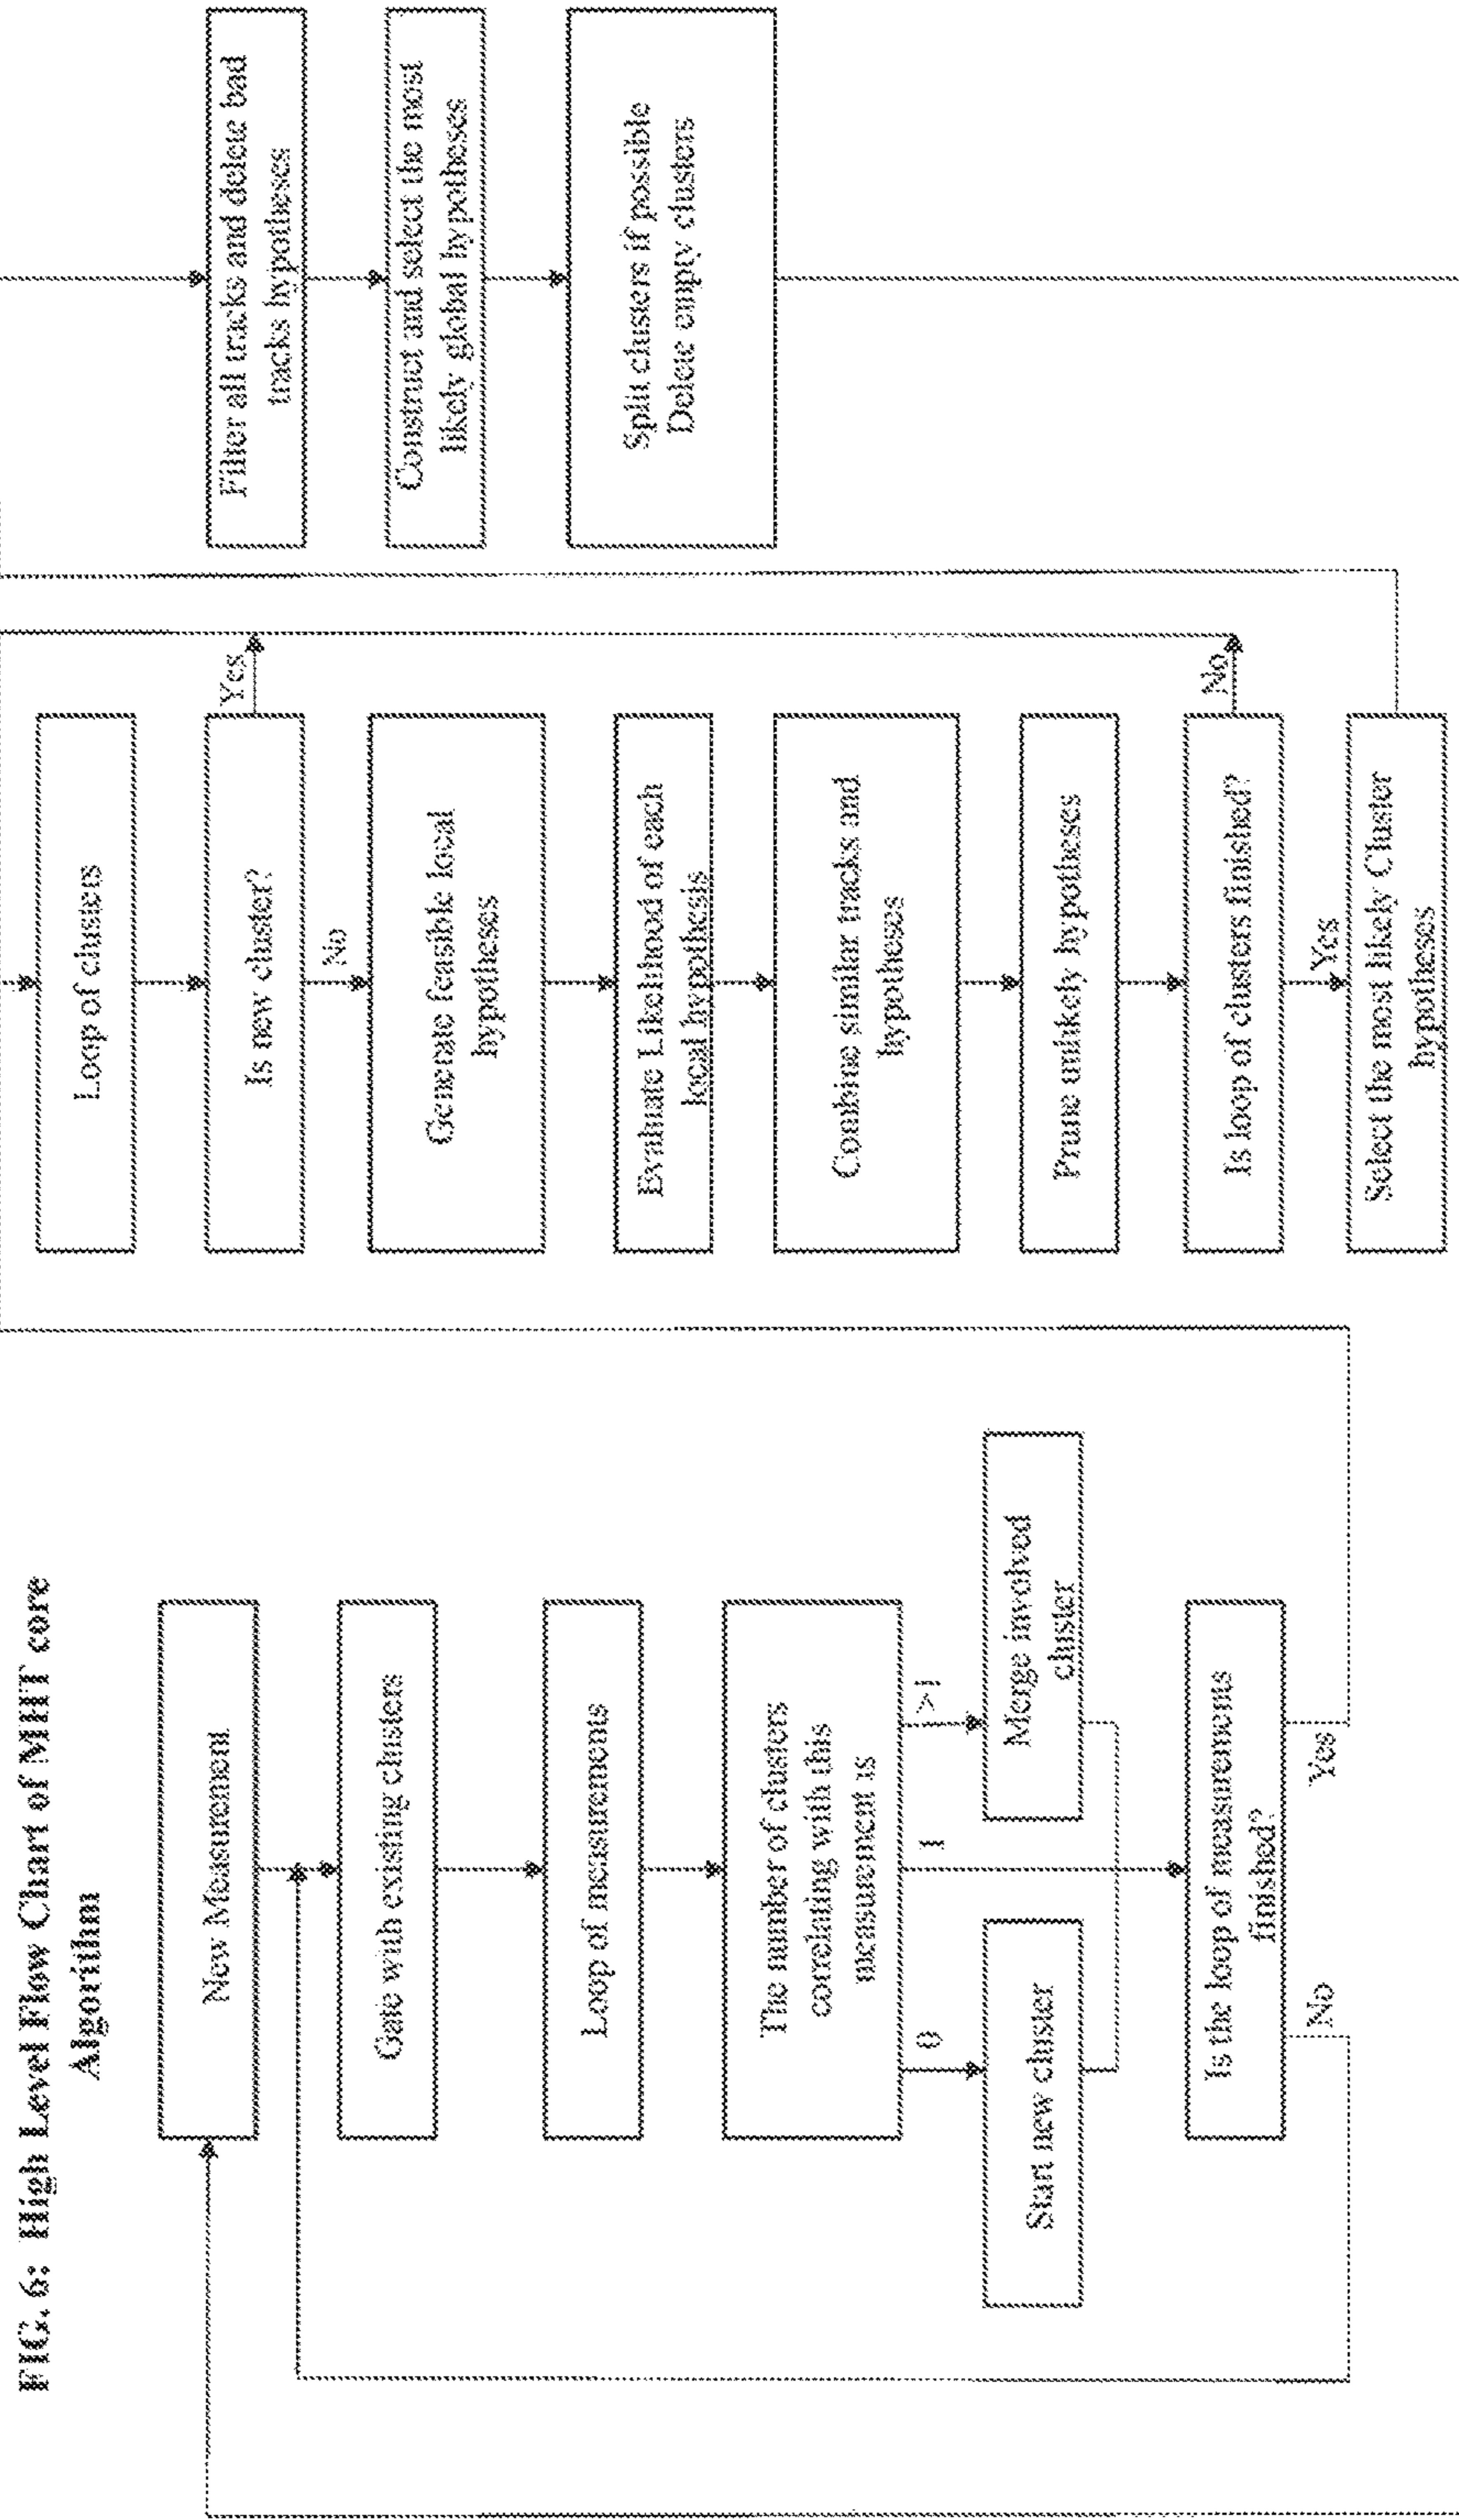 FIG. 6: High Level Flow Chart of MHT core
Algorithm
New Measurement
Gate with existing clusters
Loop of measurements
The number of clusters
correlating with this
measurement is
0
1
>1
Start new cluster
Merge involved
cluster
Is the loop of measurements
finished?
No
Yes
Loop of clusters
Is new cluster?
Yes
No
Generate feasible local
hypotheses
Evaluate Likelihood of each
local hypothesis
Combine similar tracks and
hypotheses
Prune unlikely hypotheses
Is loop of clusters finished?
No
Yes
Select the most likely Cluster
hypotheses
Filter all tracks and delete bad
tracks hypotheses
Construct and select the most
likely global hypotheses
Split clusters if possible
Delete empty clusters